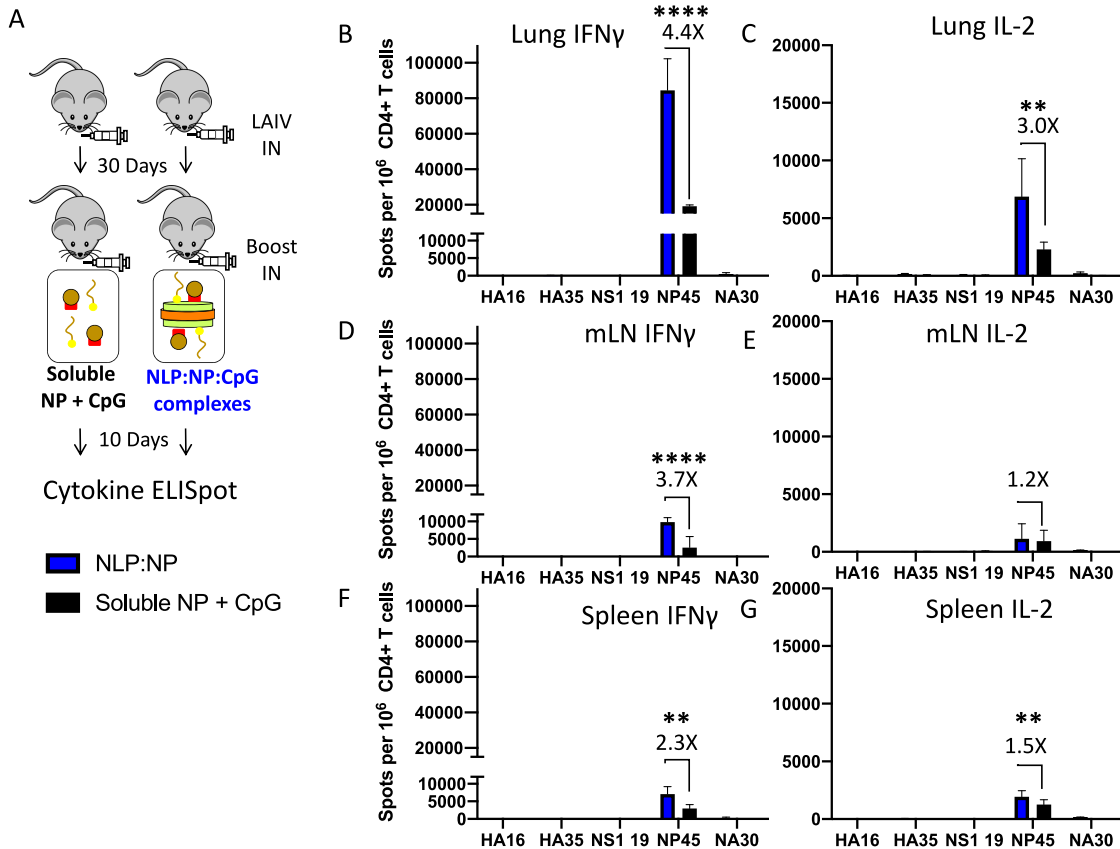 A
LAIV
IN
30 Days
Boost
IN
Soluble
NP + CpG
NLP:NP:CpG
complexes
10 Days
Cytokine ELISpot
NLP:NP
Soluble NP + CpG
B
Lung IFNγ
****
4.4X
Spots per 10⁶ CD4+ T cells
100000
80000
60000
40000
20000
10000
5000
0
HA16 HA35 NS1 19 NP45 NA30
C
Lung IL-2
**
3.0X
20000
15000
10000
5000
0
HA16 HA35 NS1 19 NP45 NA30
D
mLN IFNγ
****
3.7X
Spots per 10⁶ CD4+ T cells
100000
80000
60000
40000
20000
10000
5000
0
HA16 HA35 NS1 19 NP45 NA30
E
mLN IL-2
1.2X
20000
15000
10000
5000
0
HA16 HA35 NS1 19 NP45 NA30
F
Spleen IFNγ
**
2.3X
Spots per 10⁶ CD4+ T cells
100000
80000
60000
40000
20000
10000
5000
0
HA16 HA35 NS1 19 NP45 NA30
G
Spleen IL-2
**
1.5X
20000
15000
10000
5000
0
HA16 HA35 NS1 19 NP45 NA30